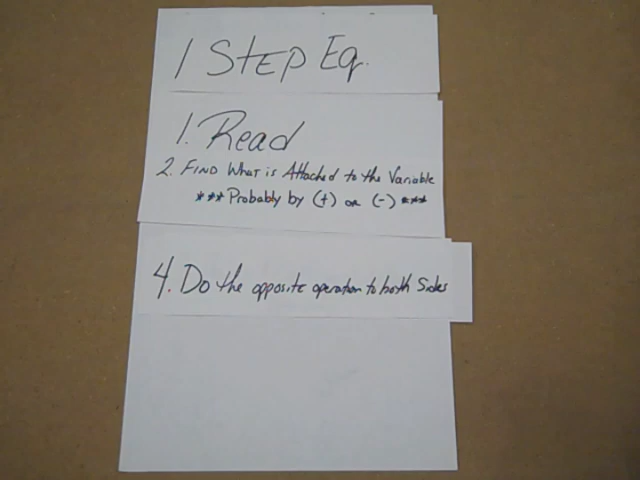 1 STEP Eq.
1. Read
2. FIND What is Attached to the Variable
*** Probably by (+) or (-) ***
4. Do the opposite operation to both Sides